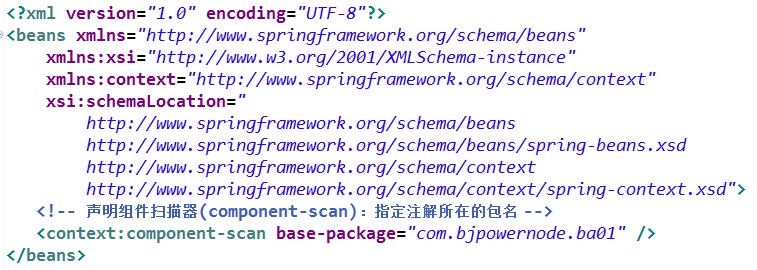 <?xml version="1.0" encoding="UTF-8"?>
<beans xmlns="http://www.springframework.org/schema/beans"
    xmlns:xsi="http://www.w3.org/2001/XMLSchema-instance"
    xmlns:context="http://www.springframework.org/schema/context"
    xsi:schemaLocation="
        http://www.springframework.org/schema/beans
        http://www.springframework.org/schema/beans/spring-beans.xsd
        http://www.springframework.org/schema/context
        http://www.springframework.org/schema/context/spring-context.xsd">
    <!-- 声明组件扫描器(component-scan)：指定注解所在的包名 -->
    <context:component-scan base-package="com.bjpowernode.ba01" />
</beans>